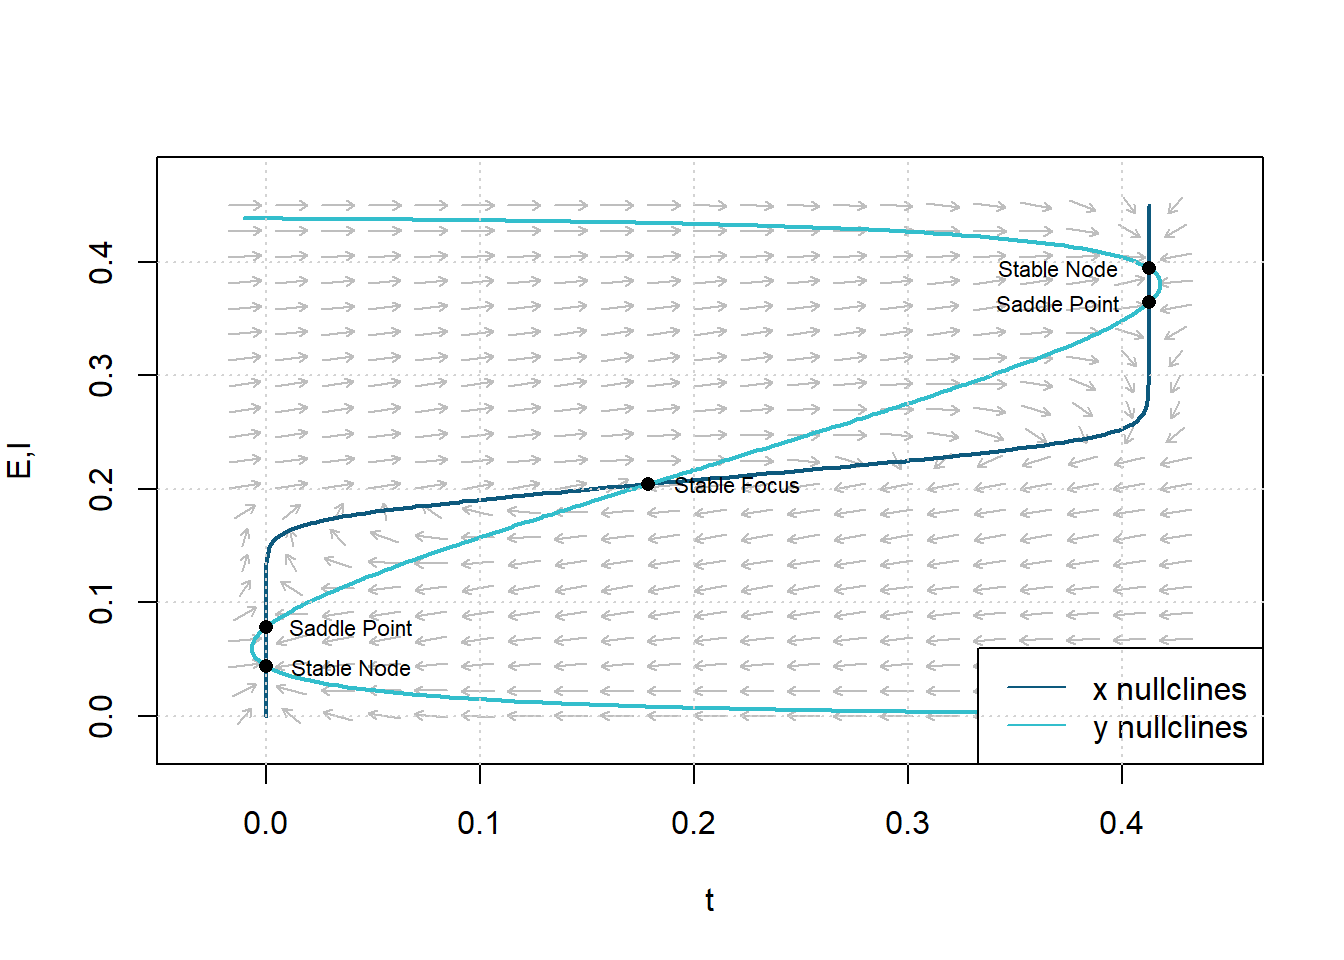 E,I
0.4
0.3
0.2
0.1
0.0
Stable Node
Saddle Point
Stable Focus
Saddle Point
Stable Node
x nullclines
y nullclines
0.0 0.1 0.2 0.3 0.4
t